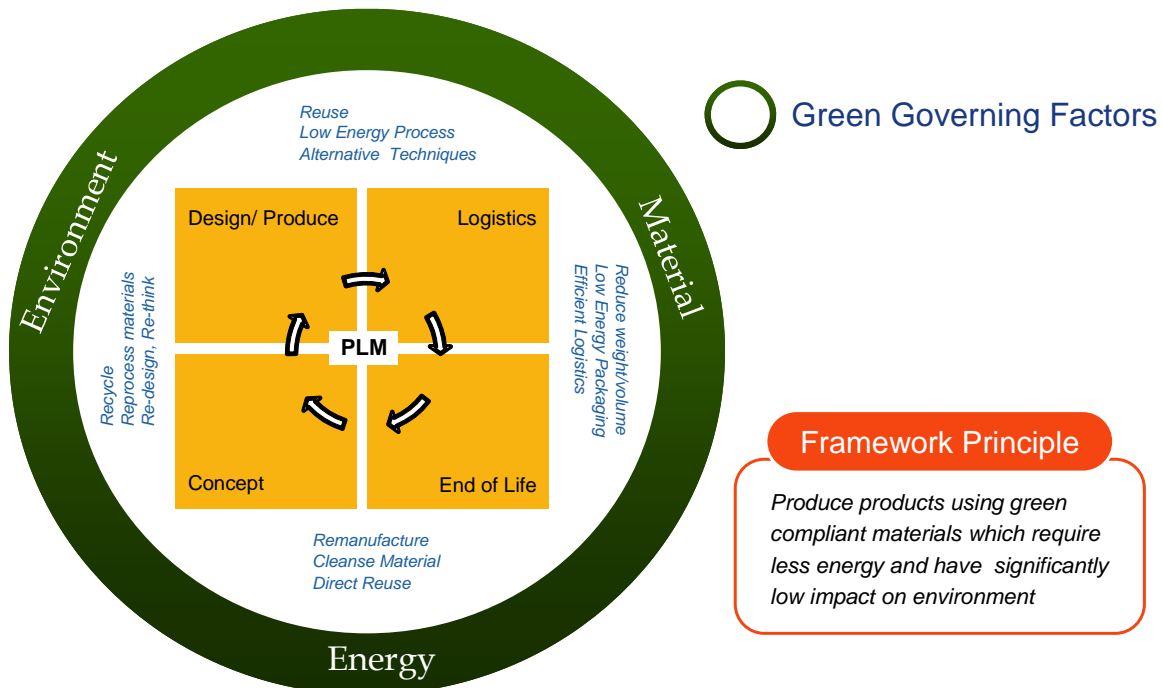 Reuse
Low Energy Process
Alternative Techniques
Green Governing Factors
Environment
Material
Design/ Produce
Logistics
Recycle
Reprocess materials
Re-design, Re-think
Reduce weight/volume
Low Energy Packaging
Efficient Logistics
PLM
Concept
End of Life
Remanufacture
Cleanse Material
Direct Reuse
Energy
Framework Principle
Produce products using green
compliant materials which require
less energy and have significantly
low impact on environment